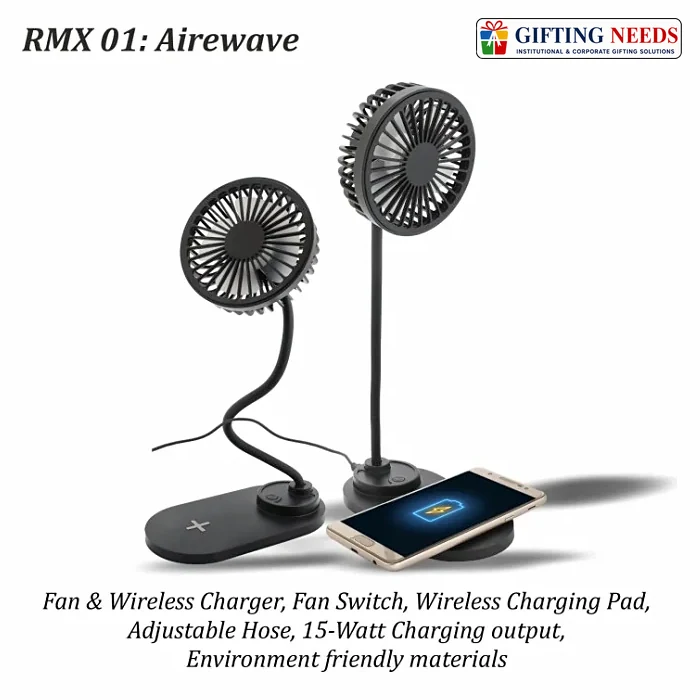 RMX 01: Airewave
GIFTING NEEDS
INSTITUTIONAL & CORPORATE GIFTING SOLUTIONS
Fan & Wireless Charger, Fan Switch, Wireless Charging Pad,
Adjustable Hose, 15-Watt Charging output,
Environment friendly materials